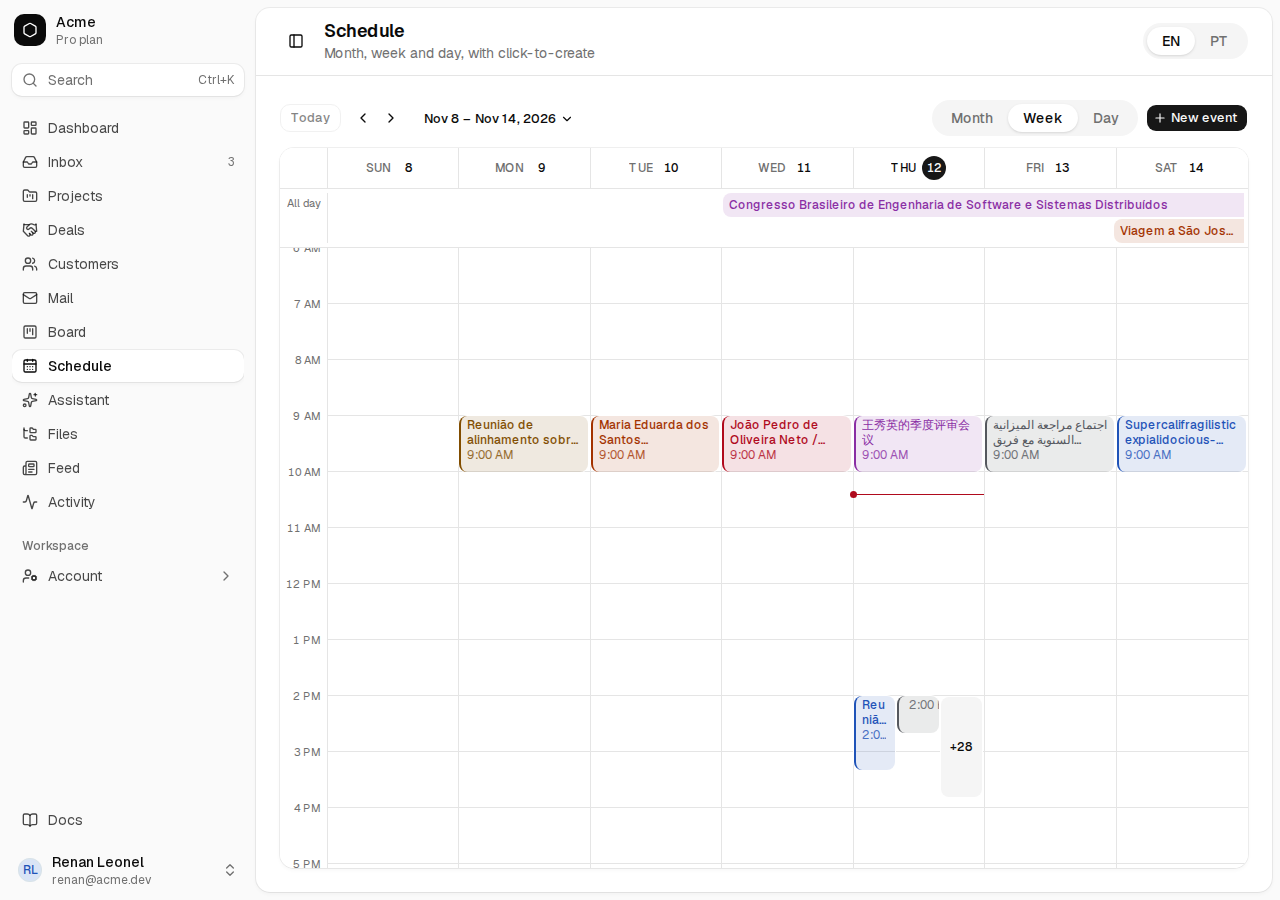 Acme
Pro plan
Search Ctrl+K
Dashboard
Inbox 3
Projects
Deals
Customers
Mail
Board
Schedule
Assistant
Files
Feed
Activity
Workspace
Account
Docs
RL
Renan Leonel
renan@acme.dev
Schedule
Month, week and day, with click-to-create
EN PT
Today
Nov 8 – Nov 14, 2026
Month Week Day
New event
SUN 8 MON 9 TUE 10 WED 11 THU 12 FRI 13 SAT 14
All day
Congresso Brasileiro de Engenharia de Software e Sistemas Distribuídos
Viagem a São Jos…
6 AM
7 AM
8 AM
9 AM
Reunião de
alinhamento sobr…
9:00 AM
Maria Eduarda dos
Santos…
9:00 AM
João Pedro de
Oliveira Neto /…
9:00 AM
王秀英的季度评审会
议
9:00 AM
اجتماع مراجعة الميزانية
السنوية مع فريق…
9:00 AM
Supercalifragilistic
expialidocious-…
9:00 AM
10 AM
11 AM
12 PM
1 PM
2 PM
Reu
niã…
2:0…
2:00
+28
3 PM
4 PM
5 PM